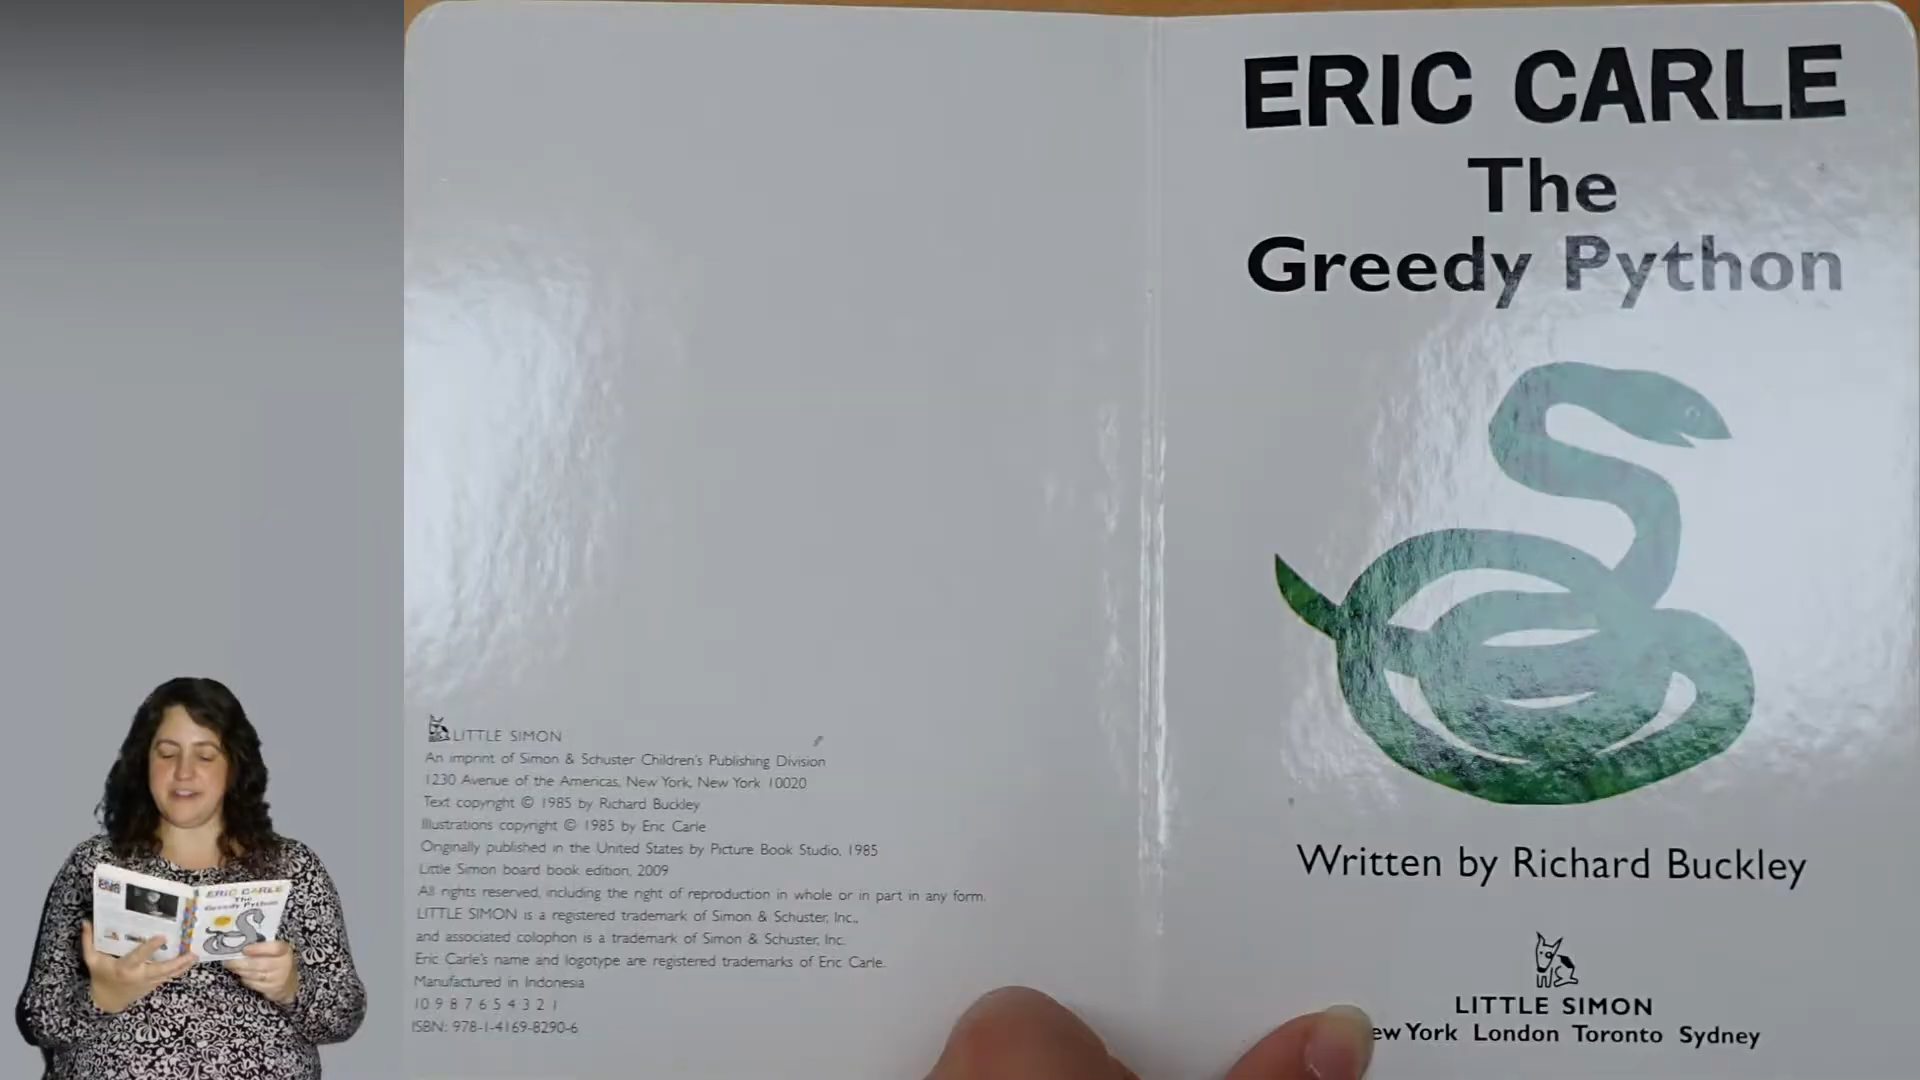 LITTLE SIMON
An imprint of Simon & Schuster Children's Publishing Division
1230 Avenue of the Americas, New York, New York 10020
Text copyright © 1985 by Richard Buckley
Illustrations copyright © 1985 by Eric Carle
Originally published in the United States by Picture Book Studio, 1985
Little Simon board book edition, 2009
All rights reserved, including the right of reproduction in whole or in part in any form.
LITTLE SIMON is a registered trademark of Simon & Schuster, Inc.,
and associated colophon is a trademark of Simon & Schuster, Inc.
Eric Carle's name and logotype are registered trademarks of Eric Carle.
Manufactured in Indonesia
10 9 8 7 6 5 4 3 2 1
ISBN: 978-1-4169-8290-6
ERIC CARLE
The
Greedy Python
Written by Richard Buckley
LITTLE SIMON
ew York London Toronto Sydney
ERIC CARLE
The
Greedy Python